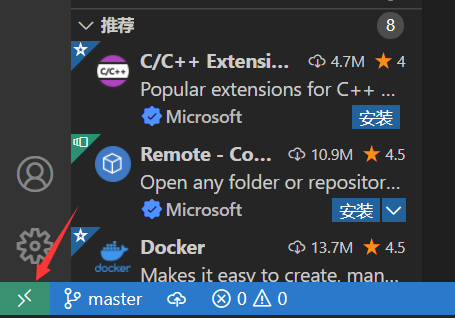 推荐
8
C/C++ Extensi...
4.7M
4
C/C++
Popular extensions for C++ ...
Microsoft
安装
Remote - Co...
10.9M
4.5
Open any folder or repositor...
Microsoft
安装
Docker
13.7M
4.5
docker
Makes it easy to create, man...
master
0
0